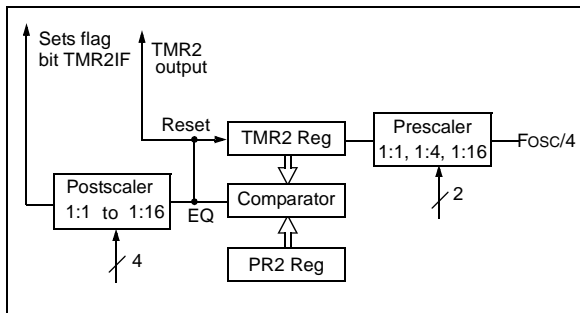 Sets flag
bit TMR2IF
TMR2
output
Reset
TMR2 Reg
Prescaler
1:1, 1:4, 1:16
FOSC/4
2
Postscaler
1:1 to 1:16
EQ
Comparator
4
PR2 Reg